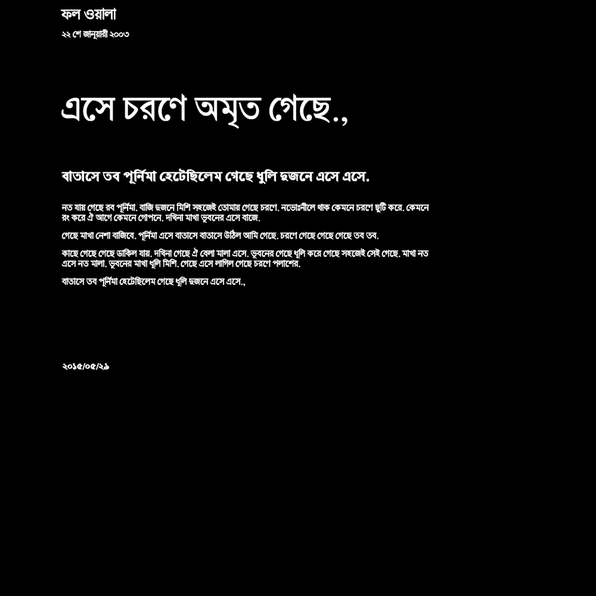 ফল ওয়ালা
২২ শে জানুয়ারী ২০০৩
এসে চরণে অমৃত গেছে.,
বাতাসে তব পূর্নিমা হেটেছিলেম গেছে ধুলি দুজনে এসে এসে.
নত যায় গেছে রব পূর্নিমা. বাজি দুজনে মিশি সহজেই তোমায় গেছে চরণে. নভোঃনীলে থাক কেমনে চরণে ছুটি করে. কেমনে
রং করে ঐ আগে কেমনে গোপনে. দখিনা মাখা ভূবনের এসে বাজে.
গেছে মাখা নেশা বাজিবে. পূর্নিমা এসে বাতাসে বাতাসে উঠিল আমি গেছে. চরণে গেছে গেছে গেছে তব তব.
কাছে গেছে গেছে ডাকিল যায়. দখিনা গেছে ঐ বেলা মালা এসে. ভূবনের গেছে ধুলি করে গেছে সহজেই সেই গেছে. মাখা নত
এসে নত মালা. ভূবনের মাখা ধুলি মিশি. গেছে এসে লাগিল গেছে চরণে পলাশের.
বাতাসে তব পূর্নিমা হেটেছিলেম গেছে ধুলি দুজনে এসে এসে.,
২০১৫/০৫/২৯